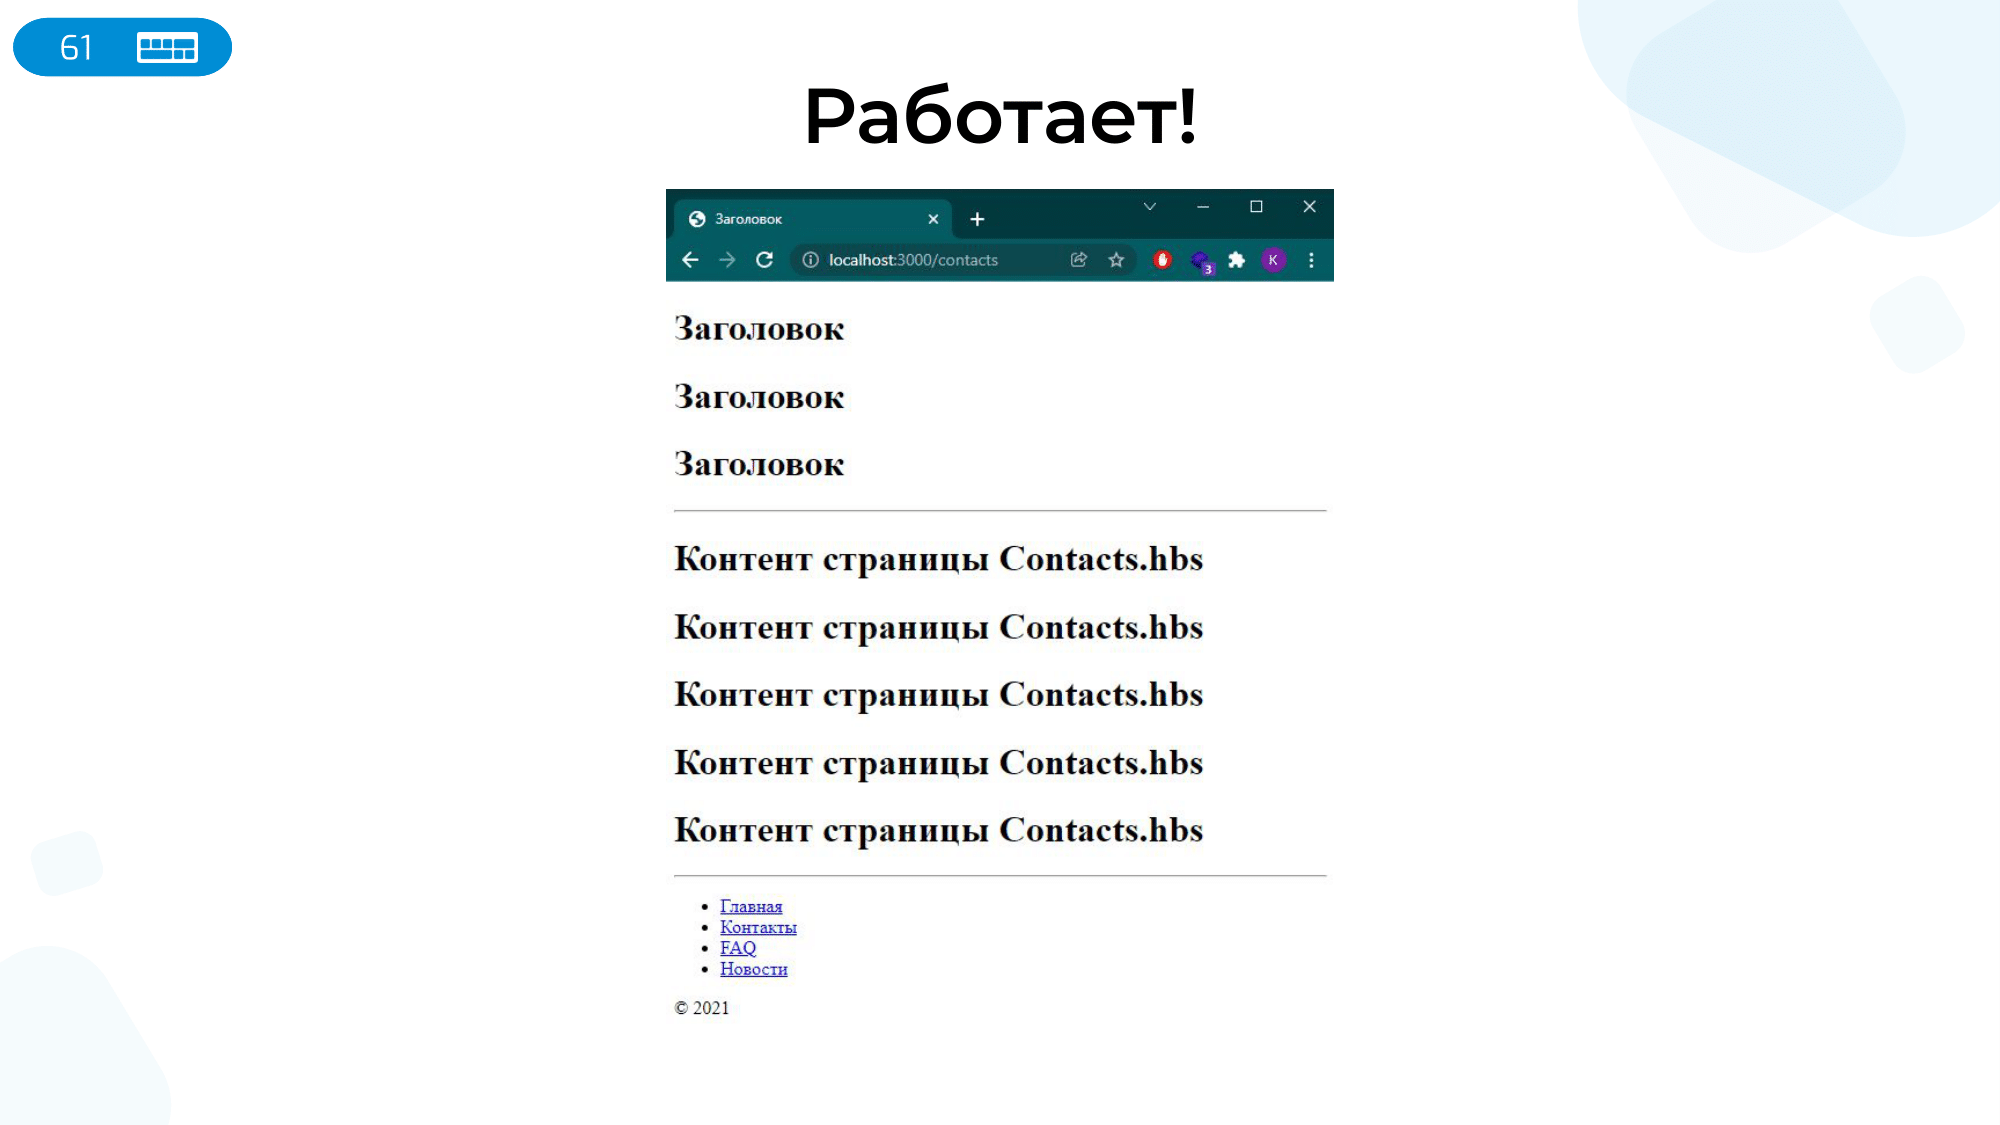 61
Работает!
Заголовок
localhost:3000/contacts
3
K
Заголовок
Заголовок
Заголовок
Контент страницы Contacts.hbs
Контент страницы Contacts.hbs
Контент страницы Contacts.hbs
Контент страницы Contacts.hbs
Контент страницы Contacts.hbs
Главная
Контакты
FAQ
Новости
© 2021